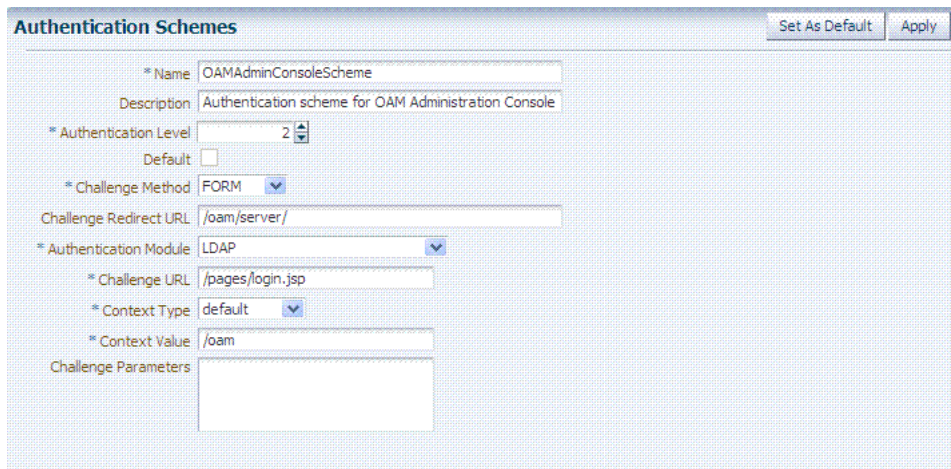 Authentication Schemes
Set As Default
Apply
* Name OAMAdminConsoleScheme
Description Authentication scheme for OAM Administration Console
* Authentication Level 2
Default
* Challenge Method FORM
Challenge Redirect URL /oam/server/
* Authentication Module LDAP
* Challenge URL /pages/login.jsp
* Context Type default
* Context Value /oam
Challenge Parameters